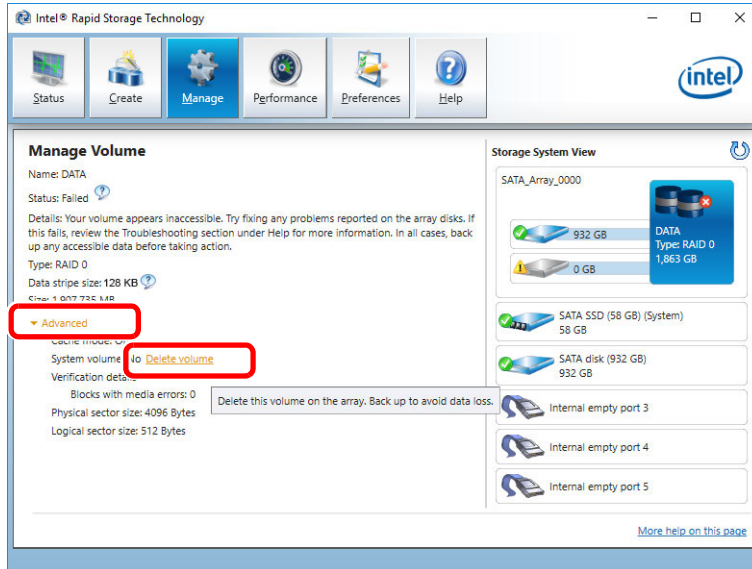 Intel® Rapid Storage Technology
Status
Create
Manage
Performance
Preferences
Help
intel
Manage Volume
Name: DATA
Status: Failed
Details: Your volume appears inaccessible. Try fixing any problems reported on the array disks. If
this fails, review the Troubleshooting section under Help for more information. In all cases, back
up any accessible data before taking action.
Type: RAID 0
Data stripe size: 128 KB
Size: 1,907,735 MB
Advanced
Cache mode:
System volume: No Delete volume
Verification
Blocks with media errors: 0
Physical sector size: 4096 Bytes
Logical sector size: 512 Bytes
Delete this volume on the array. Back up to avoid data loss.
Storage System View
SATA_Array_0000
932 GB
0 GB
DATA
Type: RAID 0
1,863 GB
SATA SSD (58 GB) (System)
58 GB
SATA disk (932 GB)
932 GB
Internal empty port 3
Internal empty port 4
Internal empty port 5
More help on this page